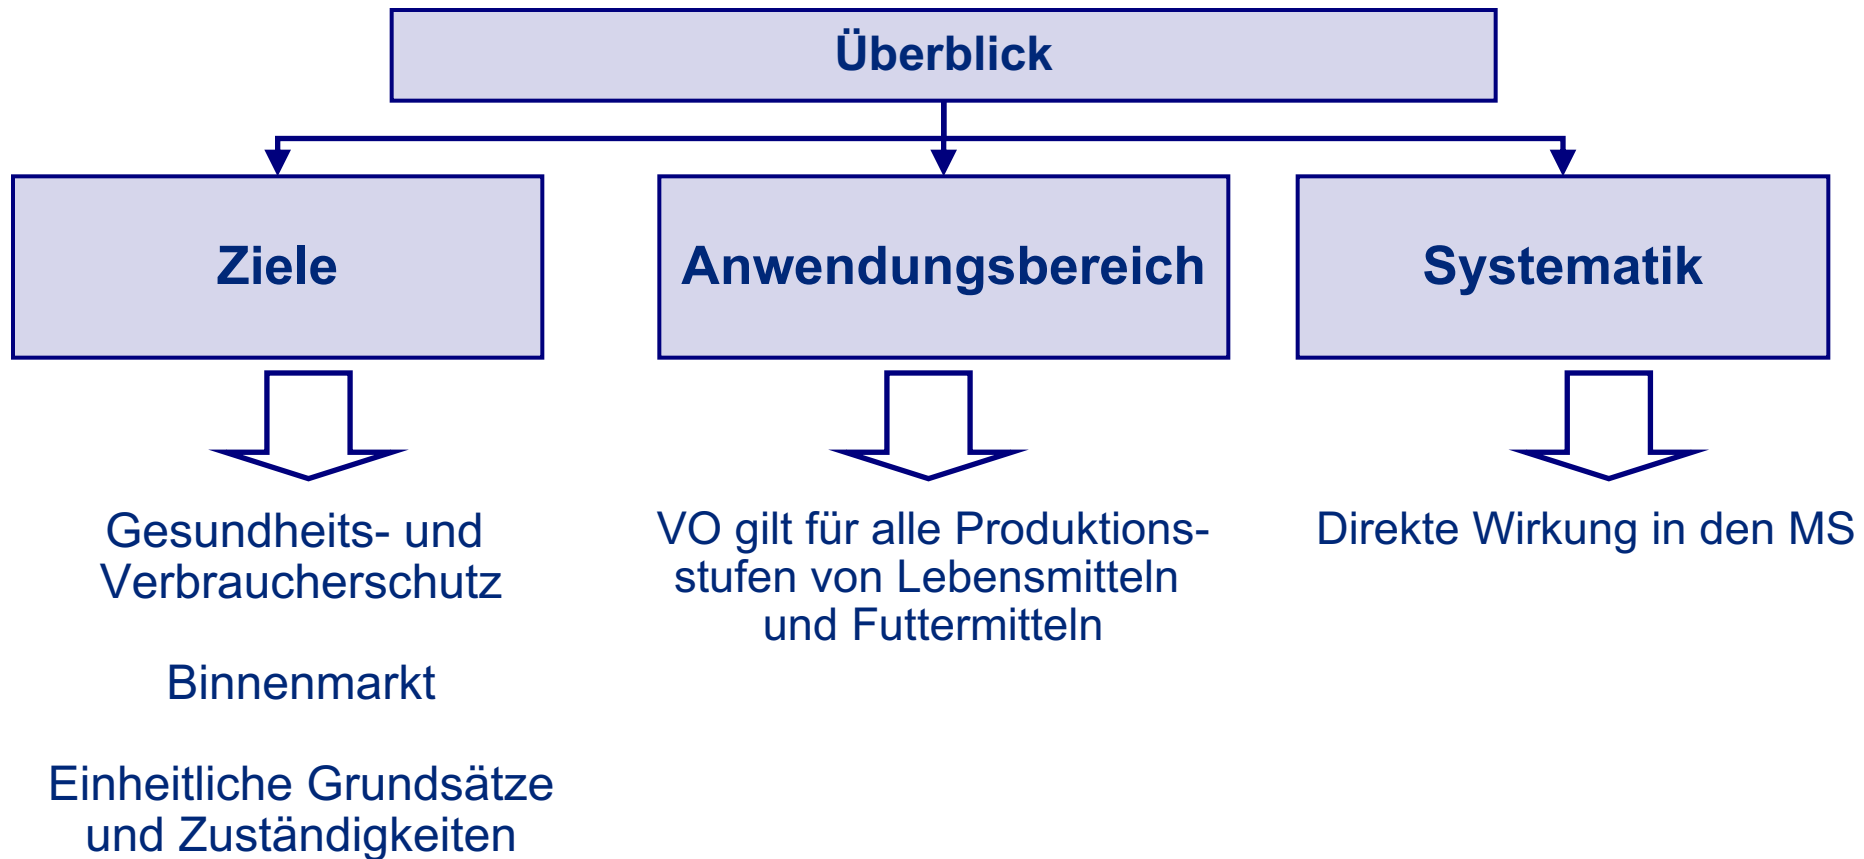 Überblick
Ziele
Anwendungsbereich
Systematik
Gesundheits- und
Verbraucherschutz
Binnenmarkt
Einheitliche Grundsätze
und Zuständigkeiten
VO gilt für alle Produktions-
stufen von Lebensmitteln
und Futtermitteln
Direkte Wirkung in den MS